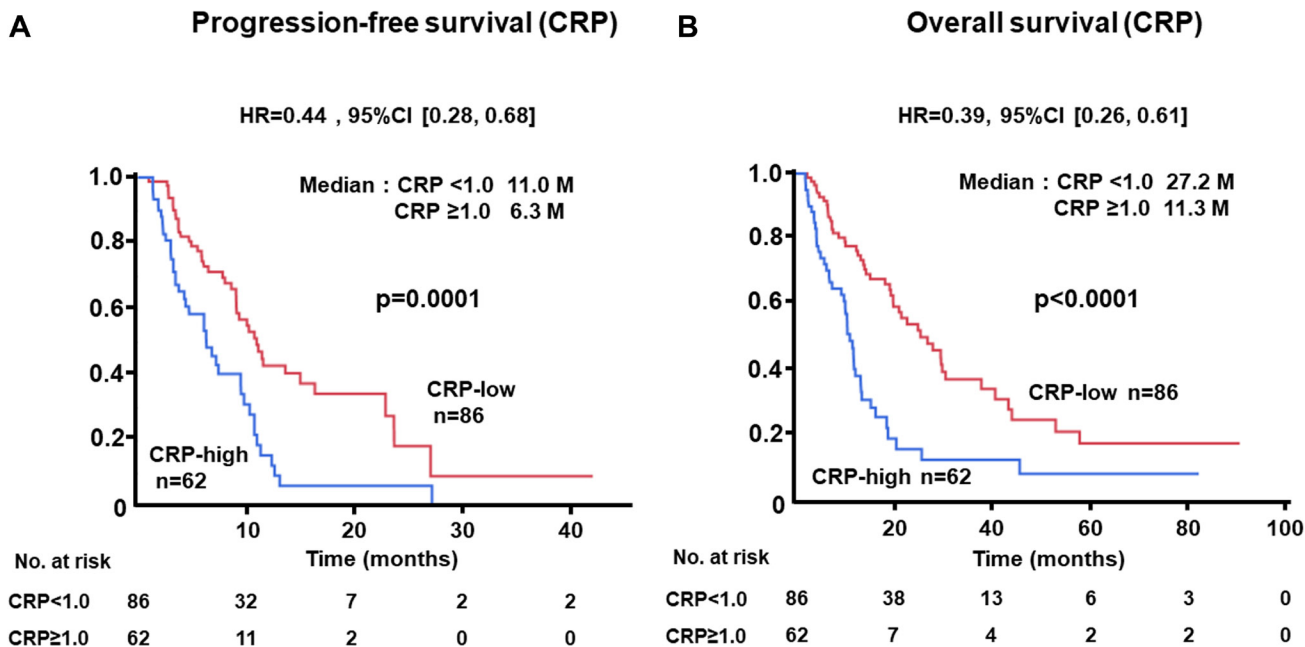 A
Progression-free survival (CRP)
HR=0.44 , 95%CI [0.28, 0.68]
Median : CRP <1.0 11.0 M
CRP ≥1.0 6.3 M
p=0.0001
CRP-low
n=86
CRP-high
n=62
1.0
0.8
0.6
0.4
0.2
0
10
20
30
40
Time (months)
No. at risk
CRP<1.0 86 32 7 2 2
CRP≥1.0 62 11 2 0 0
B
Overall survival (CRP)
HR=0.39, 95%CI [0.26, 0.61]
Median : CRP <1.0 27.2 M
CRP ≥1.0 11.3 M
p<0.0001
CRP-low n=86
CRP-high n=62
1.0
0.8
0.6
0.4
0.2
0
20
40
60
80
100
Time (months)
No. at risk
CRP<1.0 86 38 13 6 3 0
CRP≥1.0 62 7 4 2 2 0